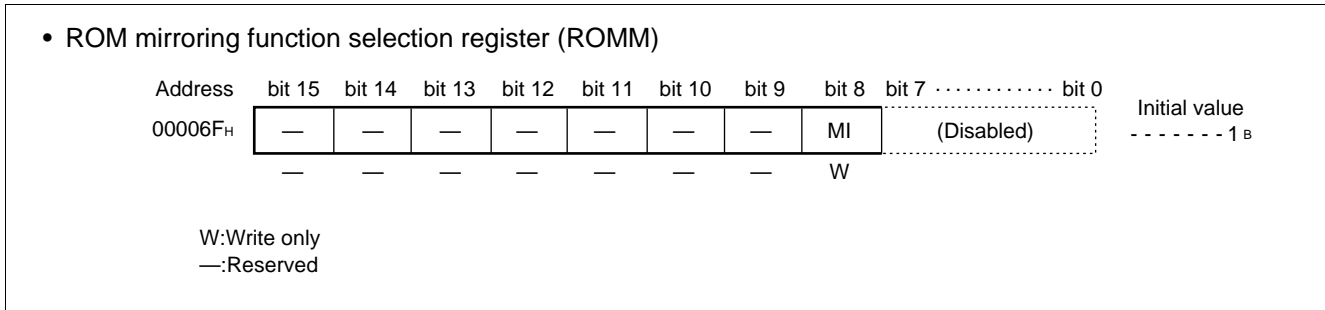 • ROM mirroring function selection register (ROMM)
Address bit 15 bit 14 bit 13 bit 12 bit 11 bit 10 bit 9 bit 8 bit 7 ············ bit 0 Initial value
00006FH — — — — — — — MI (Disabled) - - - - - - - 1 B
— — — — — — — W
W:Write only
—:Reserved